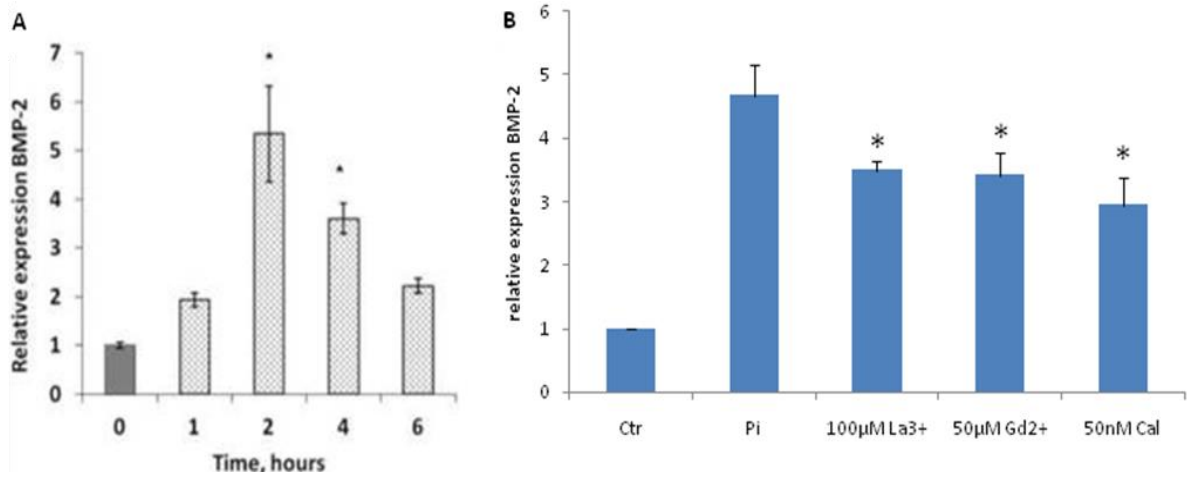 A
Relative expression BMP-2
7
6
5
4
3
2
1
0
*
*
0 1 2 4 6
Time, hours
B
relative expression BMP-2
6
5
4
3
2
1
0
*
*
*
Ctr Pi 100µM La3+ 50µM Gd2+ 50nM Cal